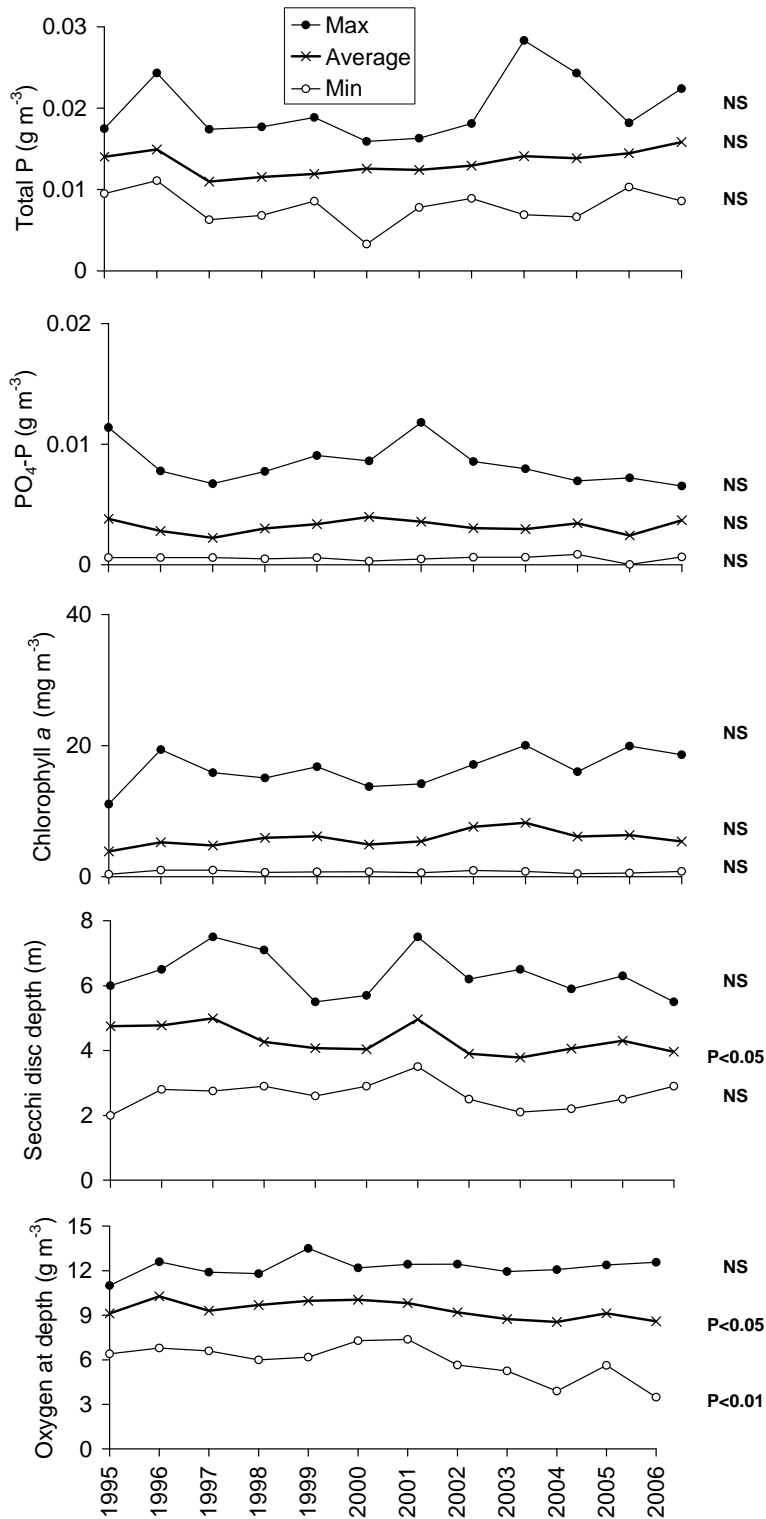 Max
Average
Min
Total P (g m-3)
0.03
0.02
0.01
0
NS
NS
NS
PO4-P (g m-3)
0.02
0.01
0
NS
NS
NS
Chlorophyll a (mg m-3)
40
20
0
NS
NS
NS
Secchi disc depth (m)
8
6
4
2
0
NS
P<0.05
NS
Oxygen at depth (g m-3)
15
12
9
6
3
0
NS
P<0.05
P<0.01
1995
1996
1997
1998
1999
2000
2001
2002
2003
2004
2005
2006